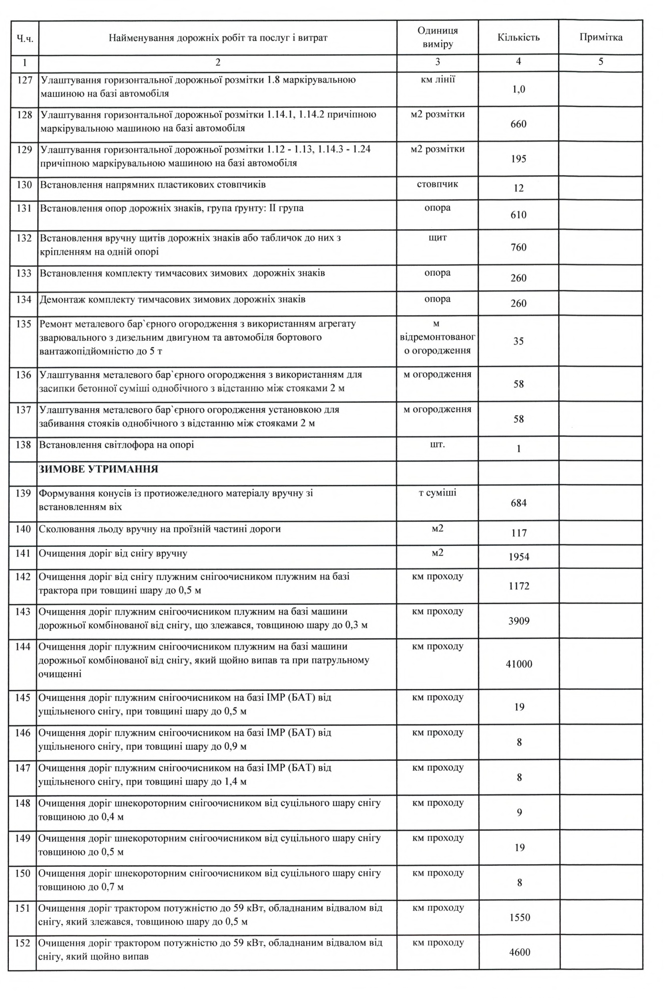 Ч.ч. Найменування дорожніх робіт та послуг і витрат Одиниця виміру Кількість Примітка
1 2 3 4 5
127 Улаштування горизонтальної дорожньої розмітки 1.8 маркірувальною км лінії 1,0
машиною на базі автомобіля
128 Улаштування горизонтальної дорожньої розмітки 1.14.1, 1.14.2 причіпною м2 розмітки 660
маркірувальною машиною на базі автомобіля
129 Улаштування горизонтальної дорожньої розмітки 1.12 - 1.13, 1.14.3 - 1.24 м2 розмітки 195
причіпною маркірувальною машиною на базі автомобіля
130 Встановлення напрямних пластикових стовпчиків стовпчик 12
131 Встановлення опор дорожніх знаків, група ґрунту: II група опора 610
132 Встановлення вручну щитів дорожніх знаків або табличок до них з щит 760
кріпленням на одній опорі
133 Встановлення комплекту тимчасових зимових  дорожніх знаків опора 260
134 Демонтаж комплекту тимчасових зимових дорожніх знаків опора 260
135 Ремонт металевого бар`єрного огородження з використанням агрегату м
зварювального з дизельним двигуном та автомобіля бортового відремонтованог 35
вантажопідйомністю до 5 т о огородження
136 Улаштування металевого бар`єрного огородження з використанням для м огородження 58
засипки бетонної суміші однобічного з відстанню між стояками 2 м
137 Улаштування металевого бар`єрного огородження установкою для м огородження 58
забивання стояків однобічного з відстанню між стояками 2 м
138 Встановлення світлофора на опорі шт. 1
ЗИМОВЕ УТРИМАННЯ
139 Формування конусів із протиожеледного матеріалу вручну зі т суміші 684
встановленням віх
140 Сколювання льоду вручну на проїзній частині дороги м2 117
141 Очищення доріг від снігу вручну м2 1954
142 Очищення доріг від снігу плужним снігоочисником плужним на базі км проходу 1172
трактора при товщині шару до 0,5 м
143 Очищення доріг плужним снігоочисником плужним на базі машини км проходу 3909
дорожньої комбінованої від снігу, що злежався, товщиною шару до 0,3 м
144 Очищення доріг плужним снігоочисником плужним на базі машини км проходу
дорожньої комбінованої від снігу, який щойно випав та при патрульному 41000
очищенні
145 Очищення доріг плужним снігоочисником на базі ІМР (БАТ) від км проходу 19
ущільненого снігу, при товщині шару до 0,5 м
146 Очищення доріг плужним снігоочисником на базі ІМР (БАТ) від км проходу 8
ущільненого снігу, при товщині шару до 0,9 м
147 Очищення доріг плужним снігоочисником на базі ІМР (БАТ) від км проходу 8
ущільненого снігу, при товщині шару до 1,4 м
148 Очищення доріг шнекороторним снігоочисником від суцільного шару снігу км проходу 9
товщиною до 0,4 м
149 Очищення доріг шнекороторним снігоочисником від суцільного шару снігу км проходу 19
товщиною до 0,5 м
150 Очищення доріг шнекороторним снігоочисником від суцільного шару снігу км проходу 8
товщиною до 0,7 м
151 Очищення доріг трактором потужністю до 59 кВт, обладнаним відвалом від км проходу 1550
снігу, який злежався, товщиною шару до 0,5 м
152 Очищення доріг трактором потужністю до 59 кВт, обладнаним відвалом від км проходу 4600
снігу, який щойно випав